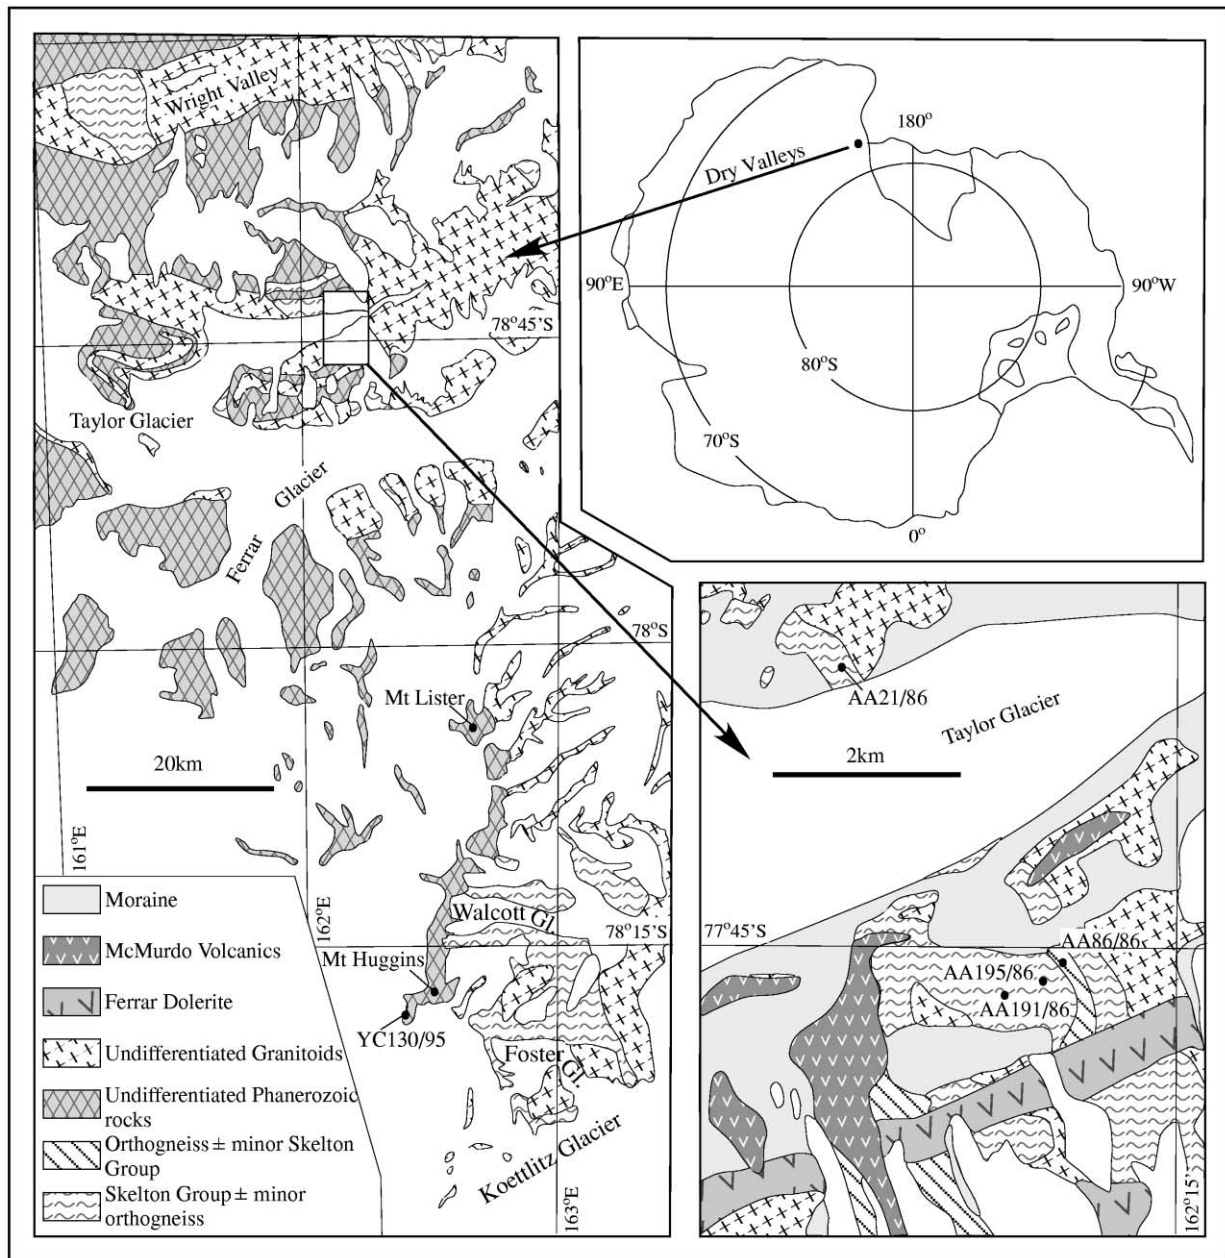 Wright Valley
78°45'S
Taylor Glacier
Ferrar
Glacier
78°S
Mt Lister
20km
161°E
162°E
Walcott Gl.
78°15'S
Mt Huggins
YC130/95
Foster Gl.
Koettlitz Glacier
163°E
Moraine
McMurdo Volcanics
Ferrar Dolerite
Undifferentiated Granitoids
Undifferentiated Phanerozoic
rocks
Orthogneiss ± minor Skelton
Group
Skelton Group ± minor
orthogneiss
180°
Dry Valleys
90°E
90°W
80°S
70°S
0°
AA21/86
Taylor Glacier
2km
77°45'S
AA86/86
AA195/86
AA191/86
162°15'E